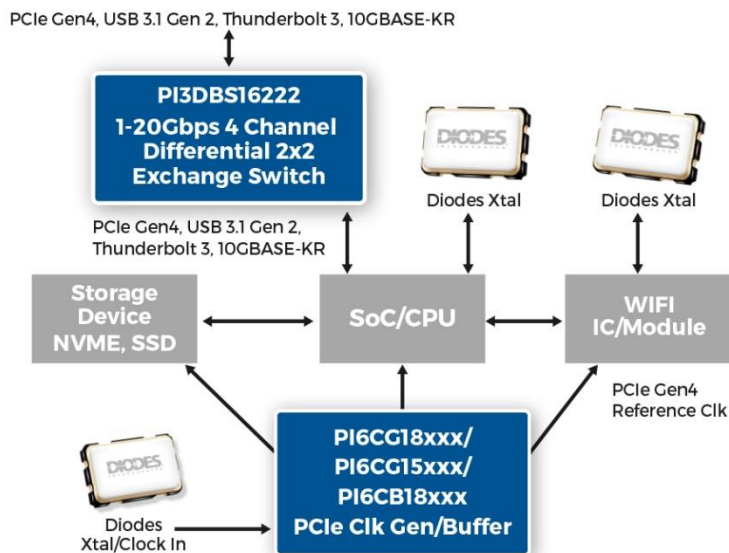 PCIe Gen4, USB 3.1 Gen 2, Thunderbolt 3, 10GBASE-KR
PI3DBS16222
1-20Gbps 4 Channel
Differential 2x2
Exchange Switch
DIODES
INCORPORATED
DIODES
INCORPORATED
Diodes Xtal
Diodes Xtal
PCIe Gen4, USB 3.1 Gen 2,
Thunderbolt 3, 10GBASE-KR
Storage
Device
NVME, SSD
SoC/CPU
WIFI
IC/Module
PCIe Gen4
Reference Clk
PI6CG18xxx/
PI6CG15xxx/
PI6CB18xxx
PCIe Clk Gen/Buffer
DIODES
INCORPORATED
Diodes
Xtal/Clock In